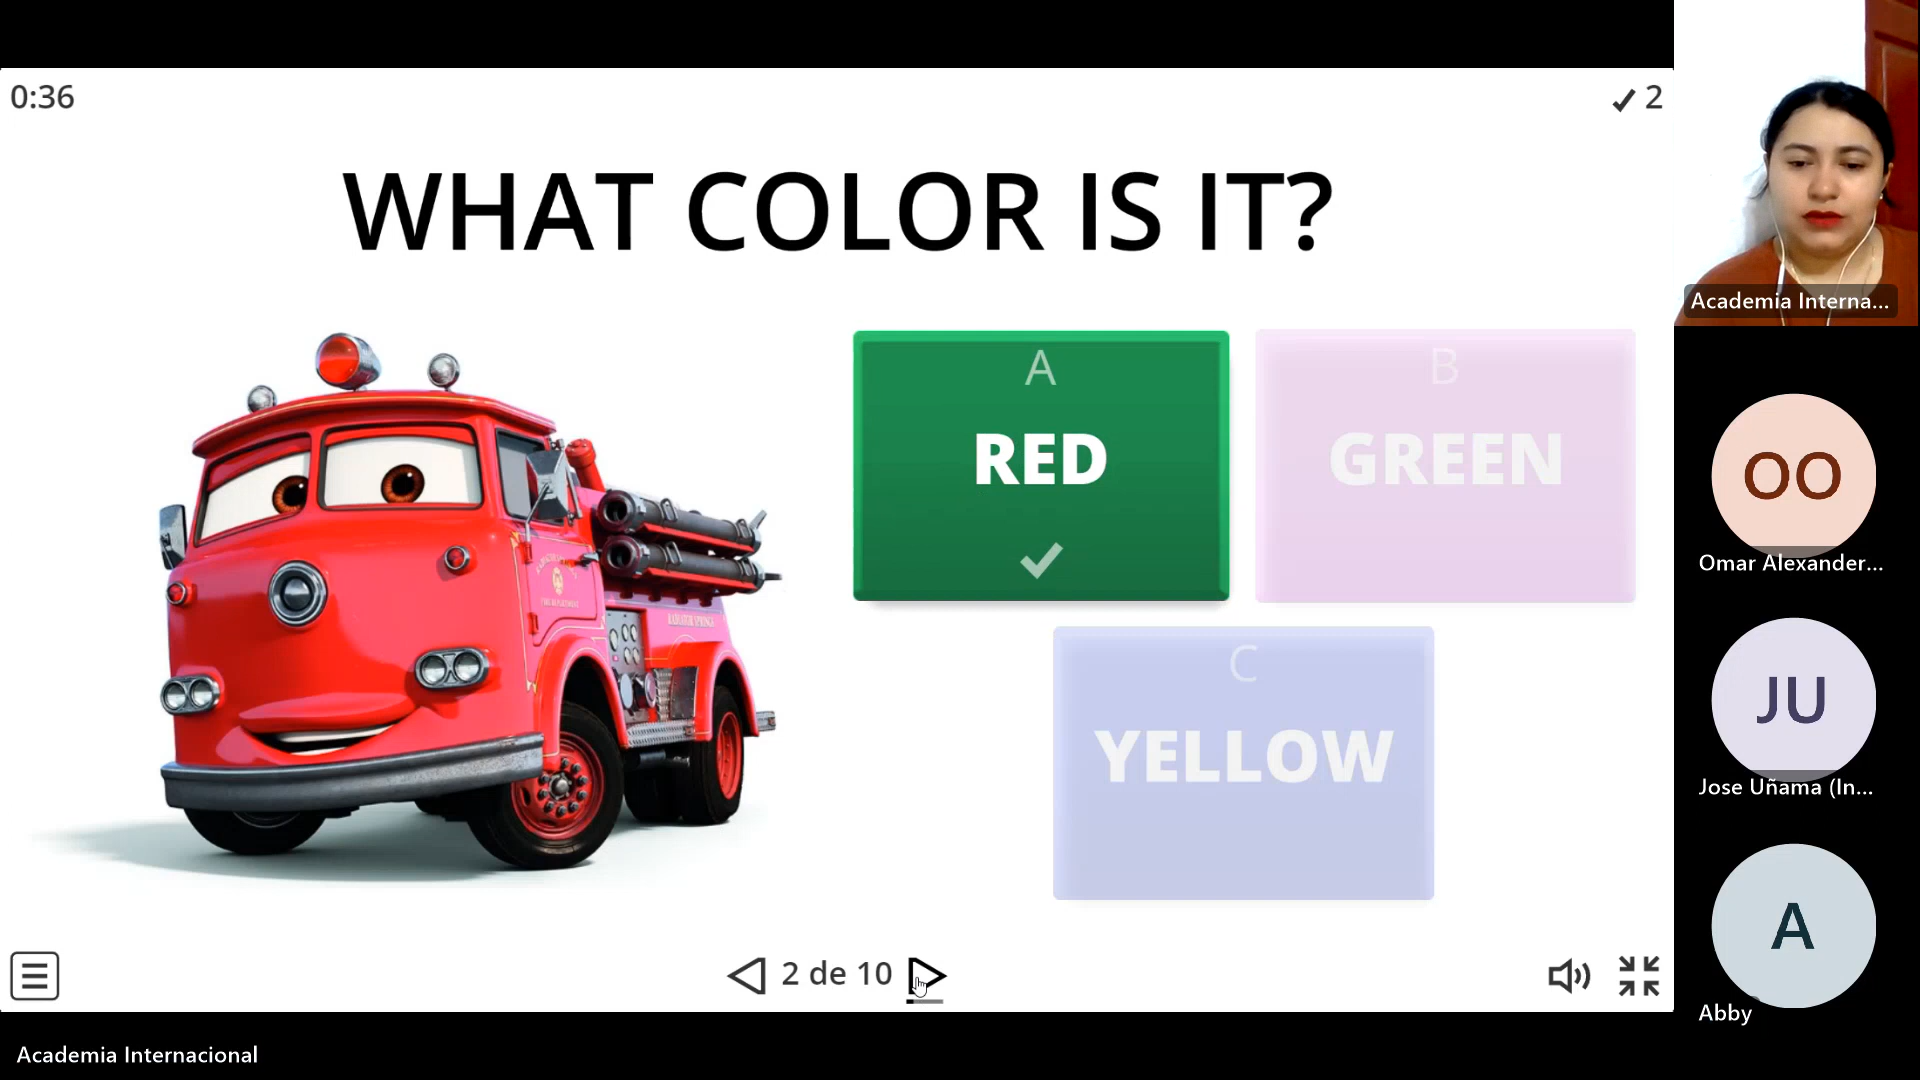 0:36
2
WHAT COLOR IS IT?
A
RED
B
GREEN
C
YELLOW
2 de 10
Academia Interna...
OO
Omar Alexander...
JU
Jose Uñama (In...
A
Abby
Academia Internacional